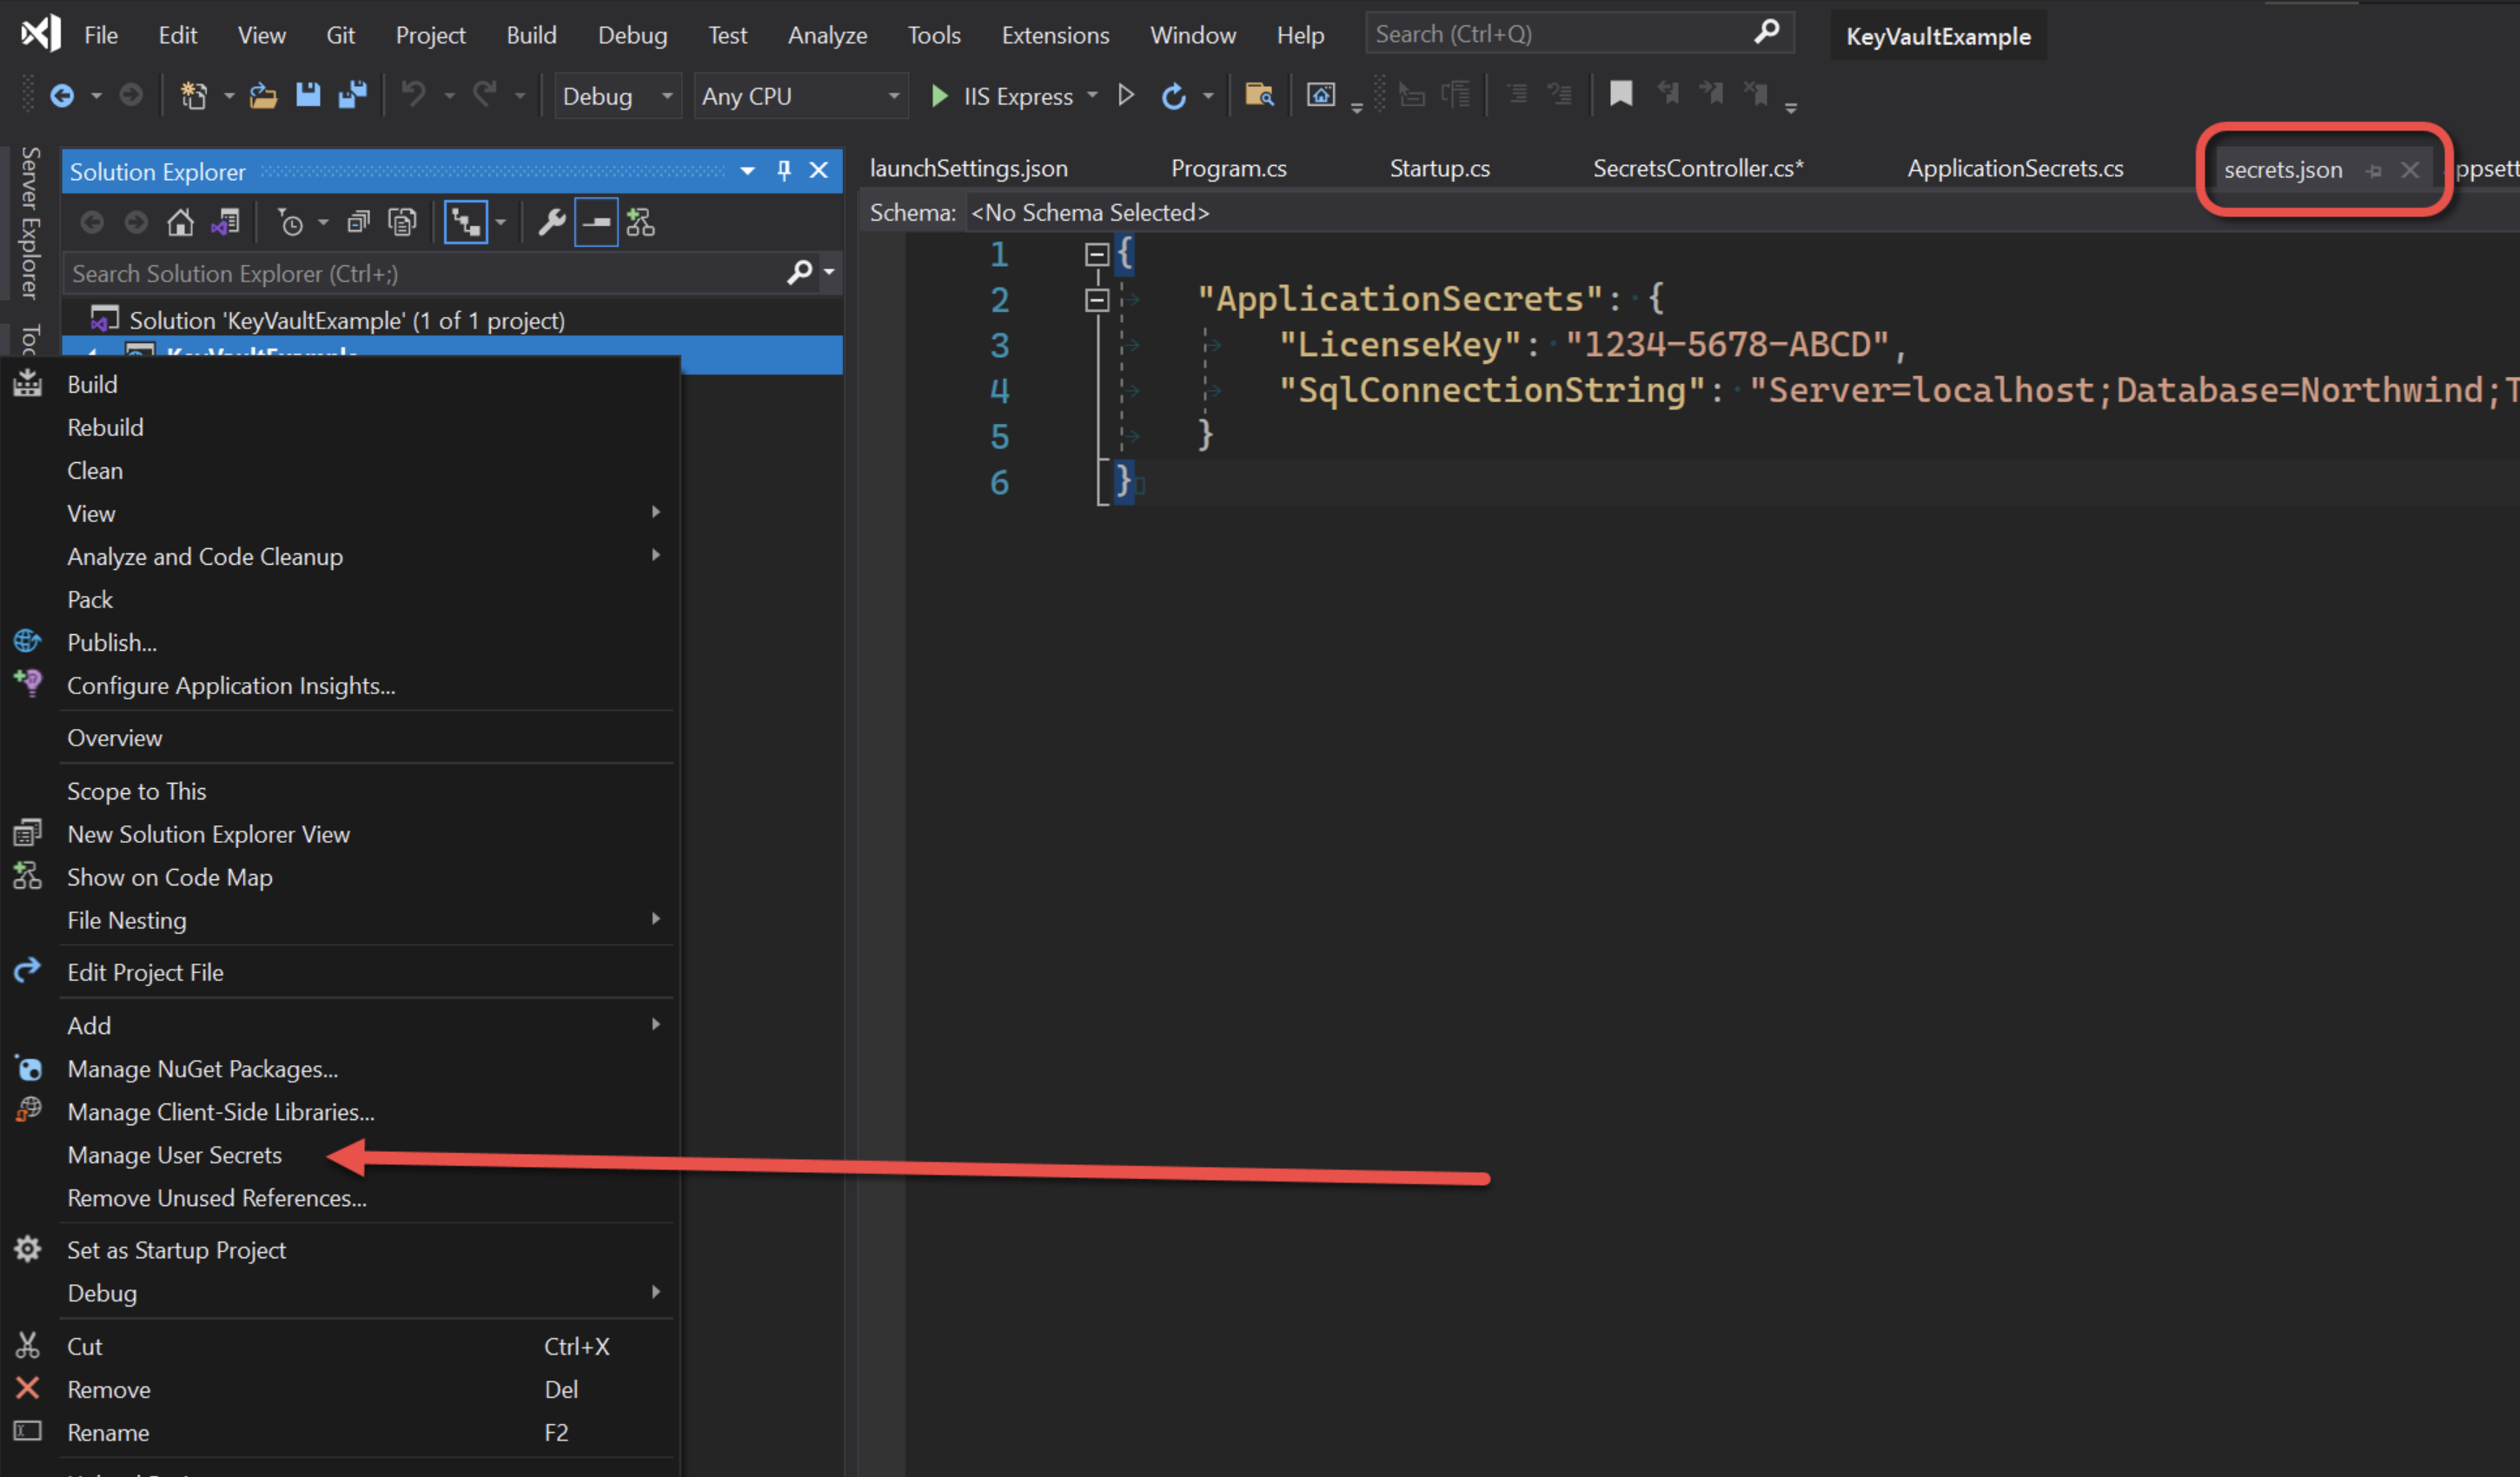 File Edit View Git Project Build Debug Test Analyze Tools Extensions Window Help Search (Ctrl+Q) KeyVaultExample
Debug Any CPU IIS Express
Server Explorer
Solution Explorer
Search Solution Explorer (Ctrl+;)
Solution 'KeyVaultExample' (1 of 1 project)
KeyVaultExample
Build
Rebuild
Clean
View
Analyze and Code Cleanup
Pack
Publish...
Configure Application Insights...
Overview
Scope to This
New Solution Explorer View
Show on Code Map
File Nesting
Edit Project File
Add
Manage NuGet Packages...
Manage Client-Side Libraries...
Manage User Secrets
Remove Unused References...
Set as Startup Project
Debug
Cut Ctrl+X
Remove Del
Rename F2
launchSettings.json Program.cs Startup.cs SecretsController.cs* ApplicationSecrets.cs secrets.json
Schema: <No Schema Selected>
1 {
2 "ApplicationSecrets": {
3 "LicenseKey": "1234-5678-ABCD",
4 "SqlConnectionString": "Server=localhost;Database=Northwind;T
5 }
6 }